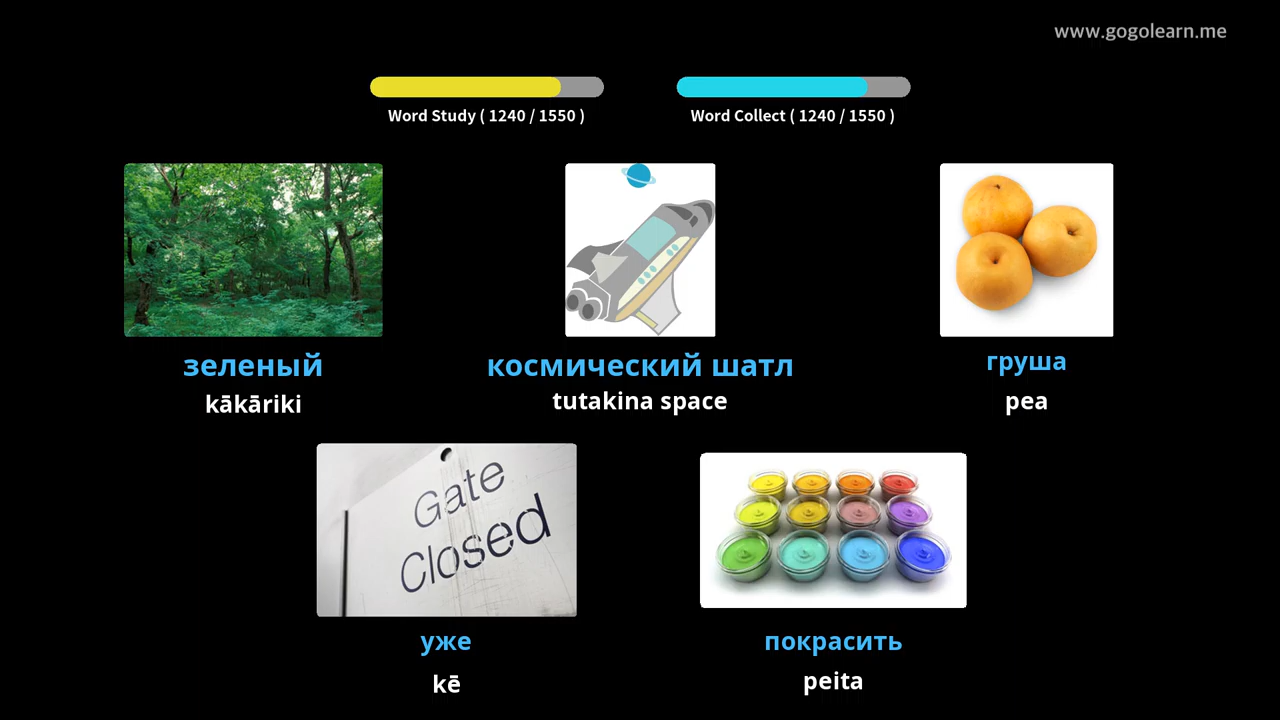 www.gogolearn.me
Word Study ( 1240 / 1550 )
Word Collect ( 1240 / 1550 )
зеленый
kākāriki
космический шатл
tutakina space
груша
pea
Gate
Closed
уже
kē
покрасить
peita